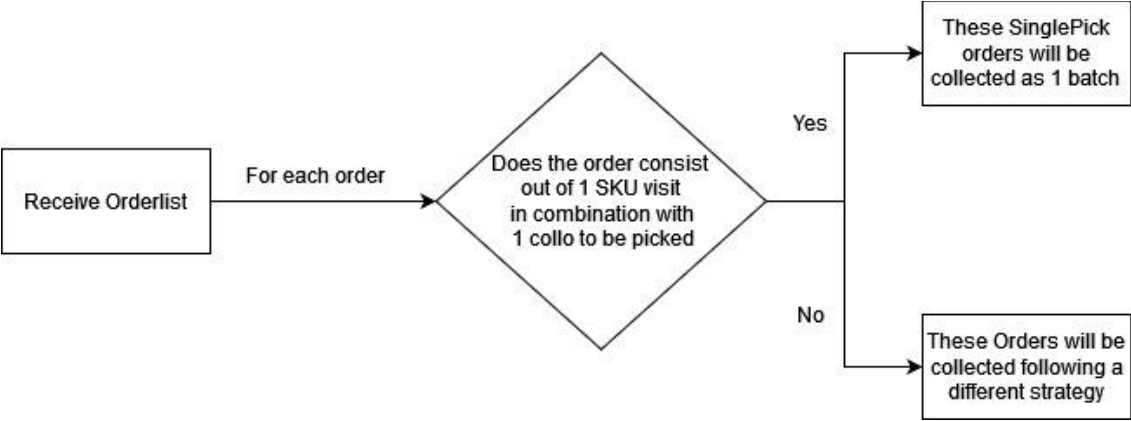 Receive Orderlist
For each order
Does the order consist
out of 1 SKU visit
in combination with
1 collo to be picked
Yes
These SinglePick
orders will be
collected as 1 batch
No
These Orders will be
collected following a
different strategy